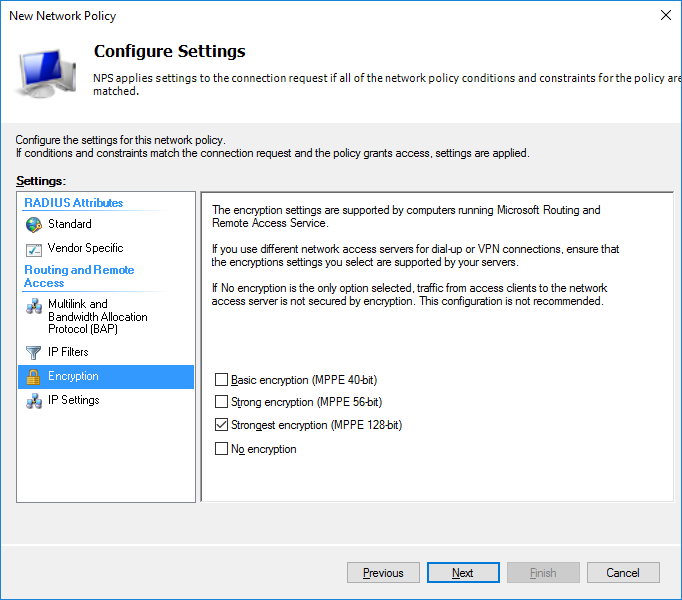 New Network Policy
Configure Settings
NPS applies settings to the connection request if all of the network policy conditions and constraints for the policy are
matched.
Configure the settings for this network policy.
If conditions and constraints match the connection request and the policy grants access, settings are applied.
Settings:
RADIUS Attributes
Standard
Vendor Specific
Routing and Remote
Access
Multilink and
Bandwidth Allocation
Protocol (BAP)
IP Filters
Encryption
IP Settings
The encryption settings are supported by computers running Microsoft Routing and
Remote Access Service.
If you use different network access servers for dial-up or VPN connections, ensure that
the encryptions settings you select are supported by your servers.
If No encryption is the only option selected, traffic from access clients to the network
access server is not secured by encryption. This configuration is not recommended.
Basic encryption (MPPE 40-bit)
Strong encryption (MPPE 56-bit)
Strongest encryption (MPPE 128-bit)
No encryption
Previous
Next
Finish
Cancel